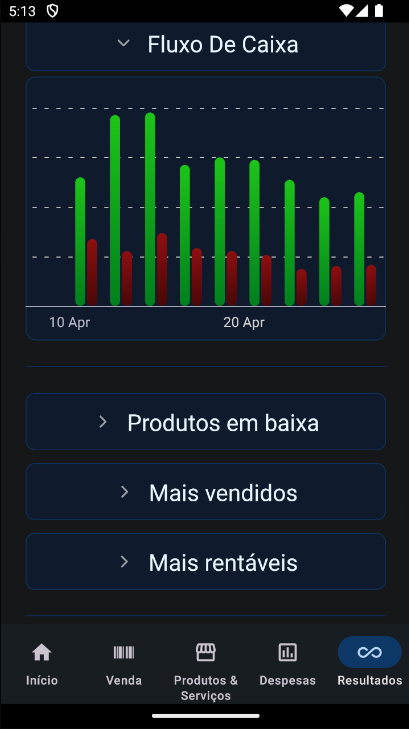 5:13
Fluxo De Caixa
10 Apr
20 Apr
Produtos em baixa
Mais vendidos
Mais rentáveis
Início
Venda
Produtos &
Serviços
Despesas
Resultados